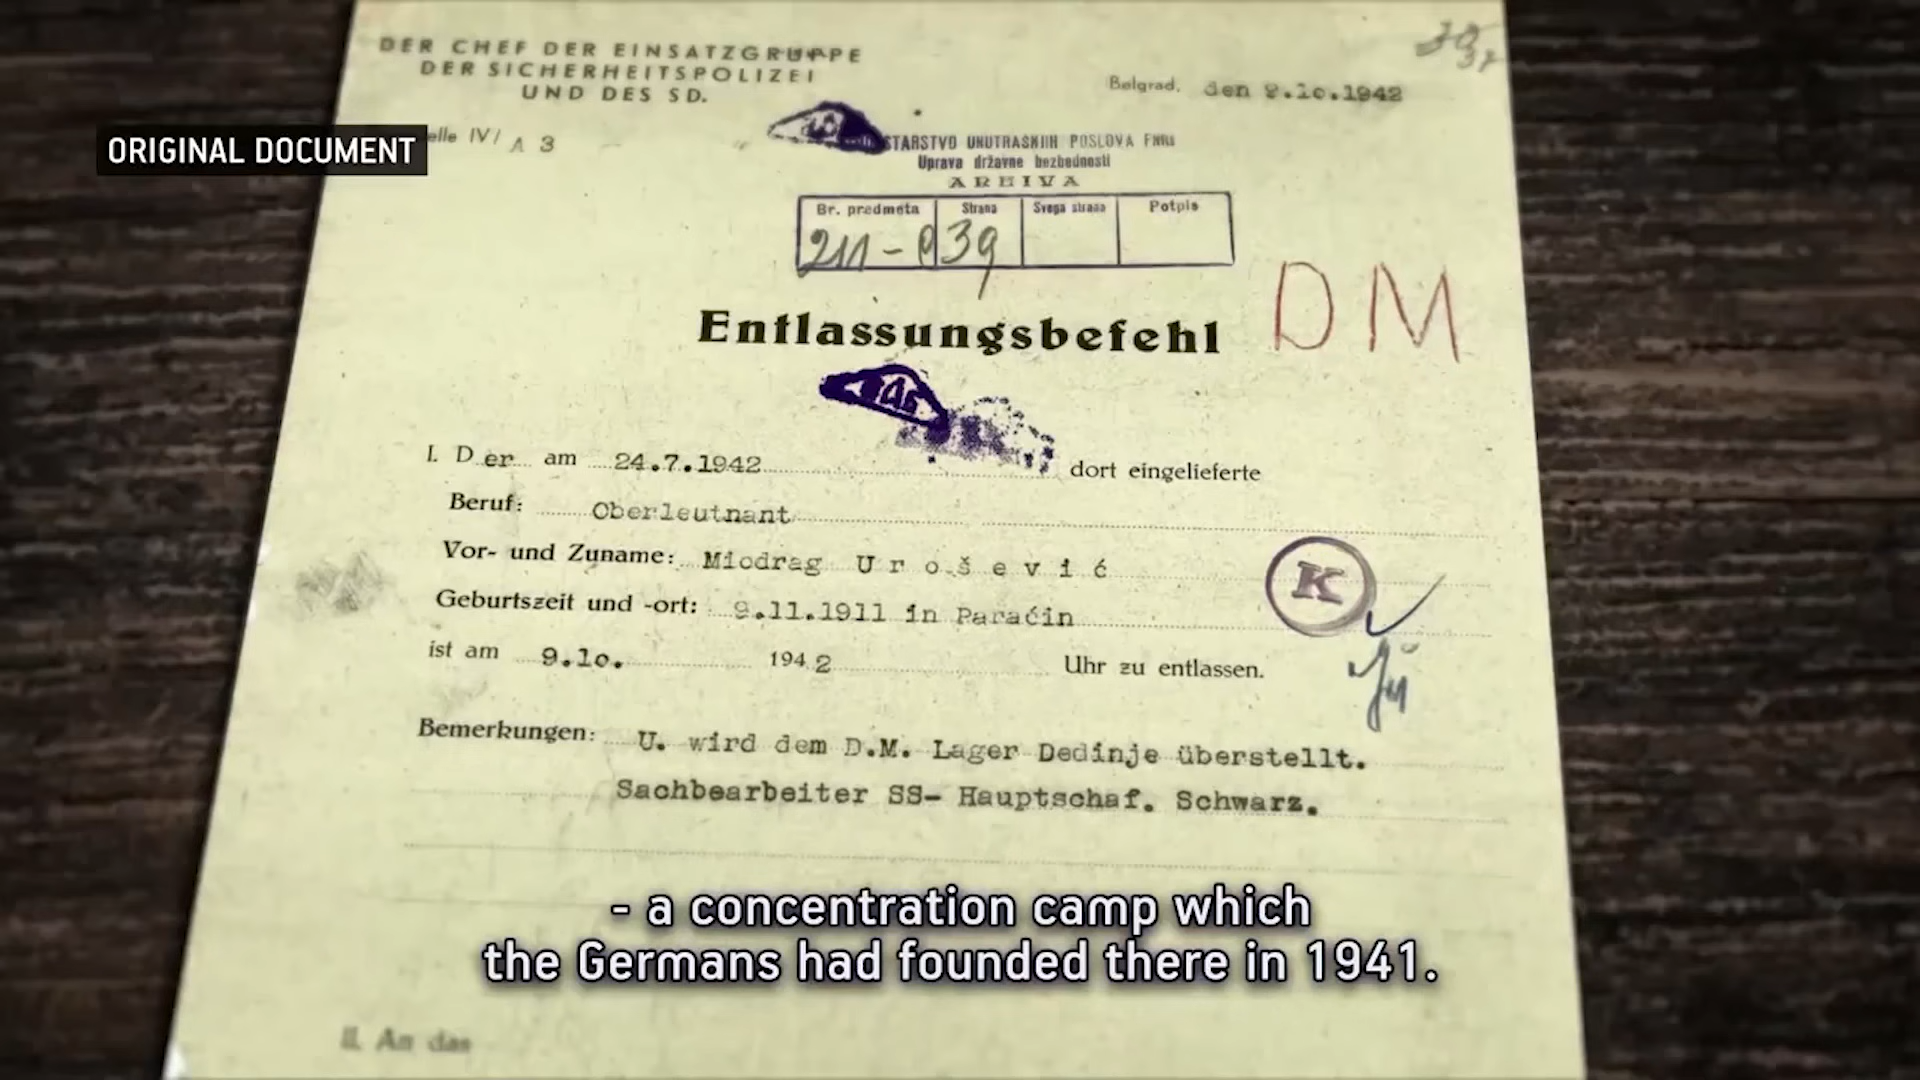 DER CHEF DER EINSATZGRUPPE
DER SICHERHEITSPOLIZEI
UND DES SD.
Belgrad, den 9.10.1942
ORIGINAL DOCUMENT
elle IV/ A 3
STARSTVO UNUTRAŠNJIH POSLOVA FNRJ
Uprava državne bezbednosti
ARHIVA
Br. predmeta Strana Svega strana Potpis
211- 39
Entlassungsbefehl DM
I. Der am 24.7.1942 dort eingelieferte
Beruf: Oberleutnant
Vor- und Zuname: Miodrag Urošević
K
Geburtszeit und -ort: 9.11.1911 in Paraćin
ist am 9.10. 1942 Uhr zu entlassen.
Bemerkungen: U. wird dem D.M. Lager Dedinje überstellt.
Sachbearbeiter SS- Hauptschaf. Schwarz.
- a concentration camp which
the Germans had founded there in 1941.
II. An das